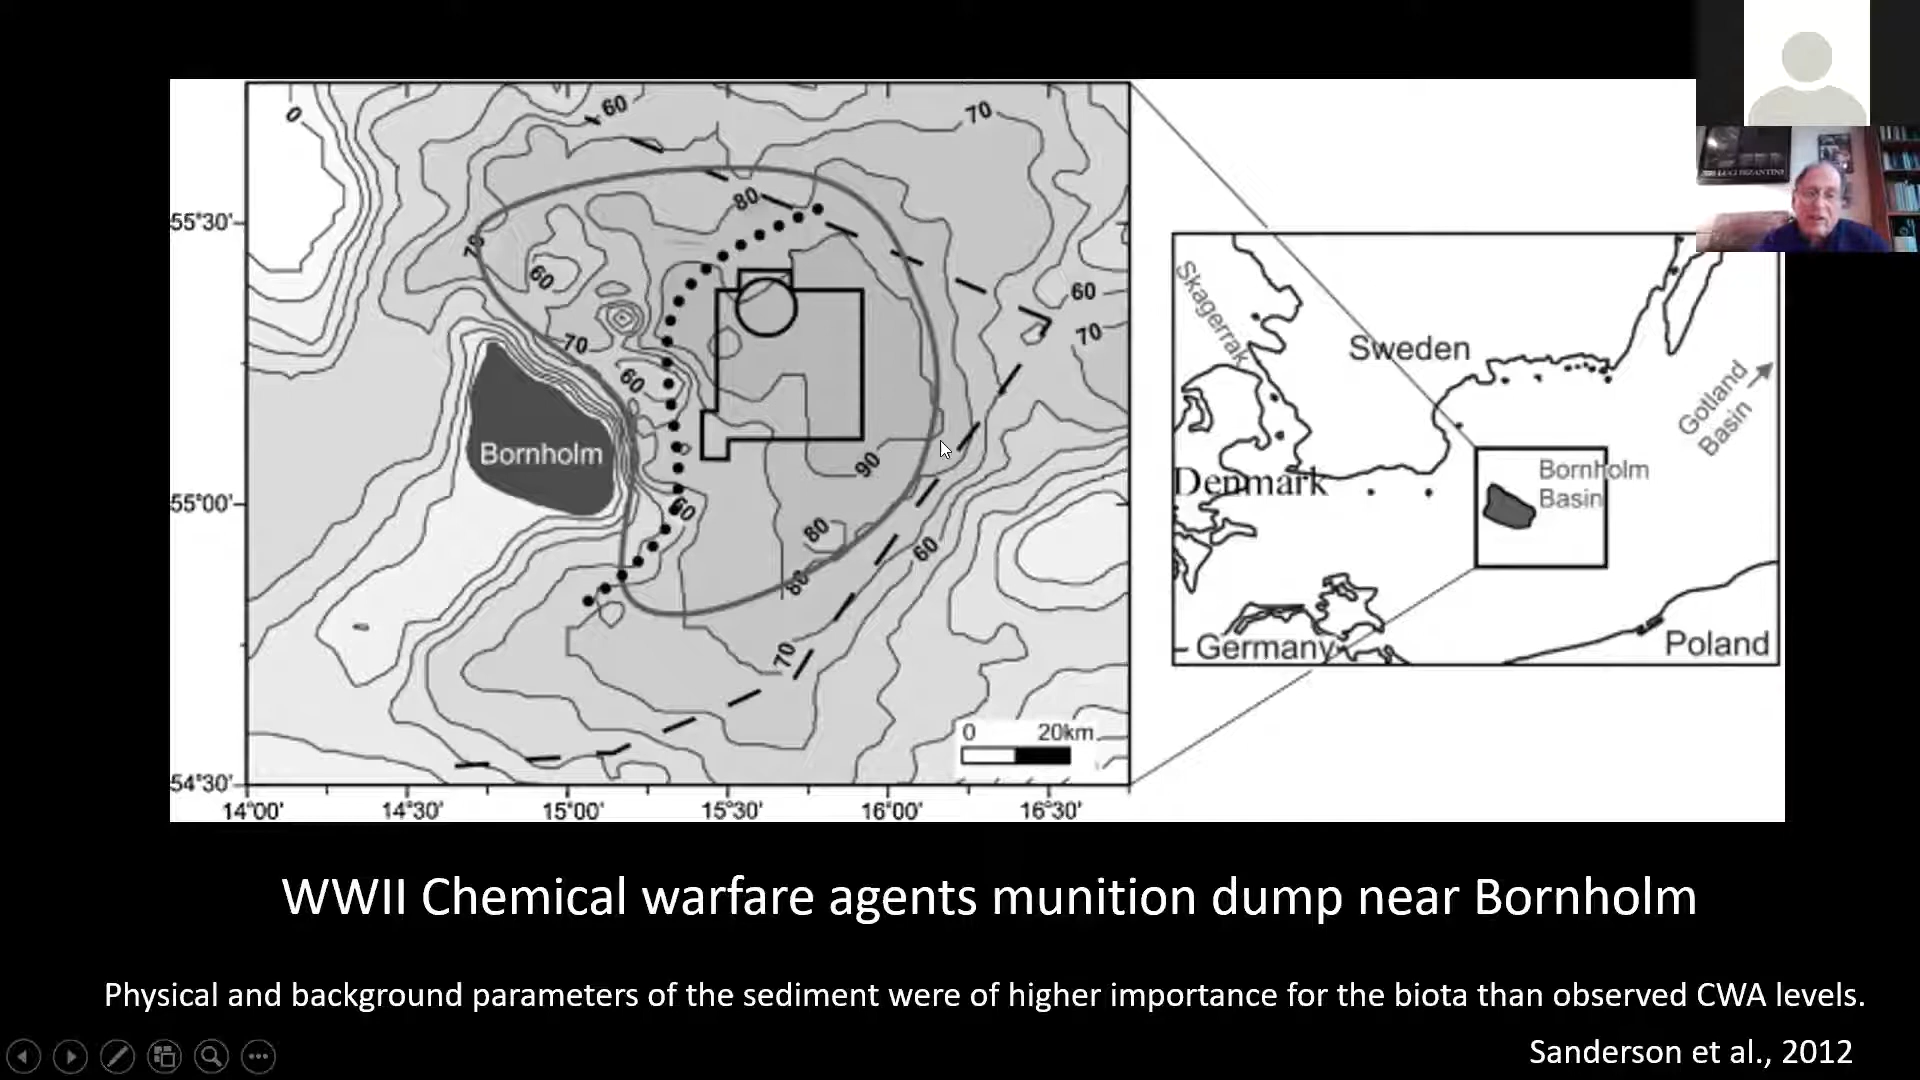 0
60
70
80
55°30'
70
60
60
70
70
60
Bornholm
90
55°00'
60
80
60
80
70
0 20km
54°30'
14°00' 14°30' 15°00' 15°30' 16°00' 16°30'
Skagerrak
Sweden
Gotland
Basin
Denmark
Bornholm
Basin
Germany
Poland
LUCI BIZANTINI
WWII Chemical warfare agents munition dump near Bornholm
Physical and background parameters of the sediment were of higher importance for the biota than observed CWA levels.
Sanderson et al., 2012